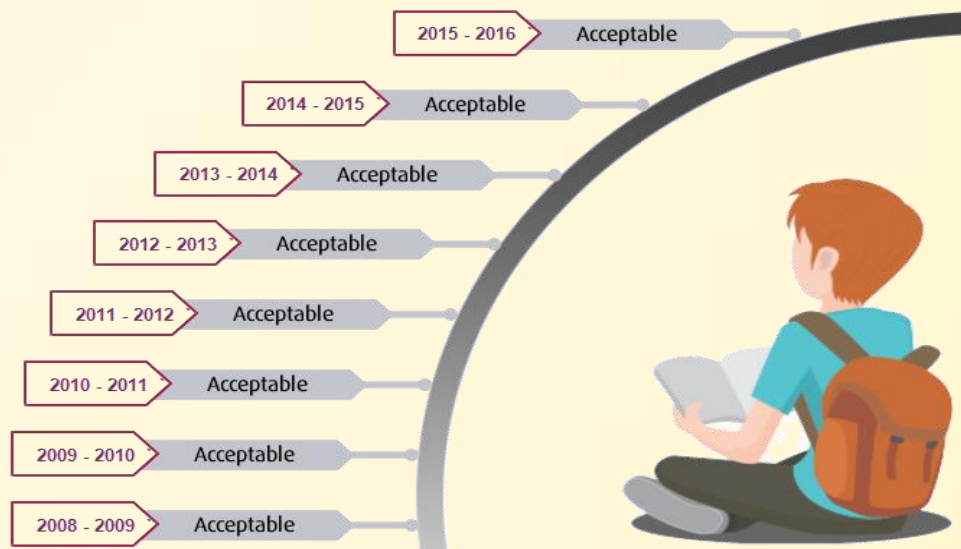 2015 - 2016 Acceptable
2014 - 2015 Acceptable
2013 - 2014 Acceptable
2012 - 2013 Acceptable
2011 - 2012 Acceptable
2010 - 2011 Acceptable
2009 - 2010 Acceptable
2008 - 2009 Acceptable